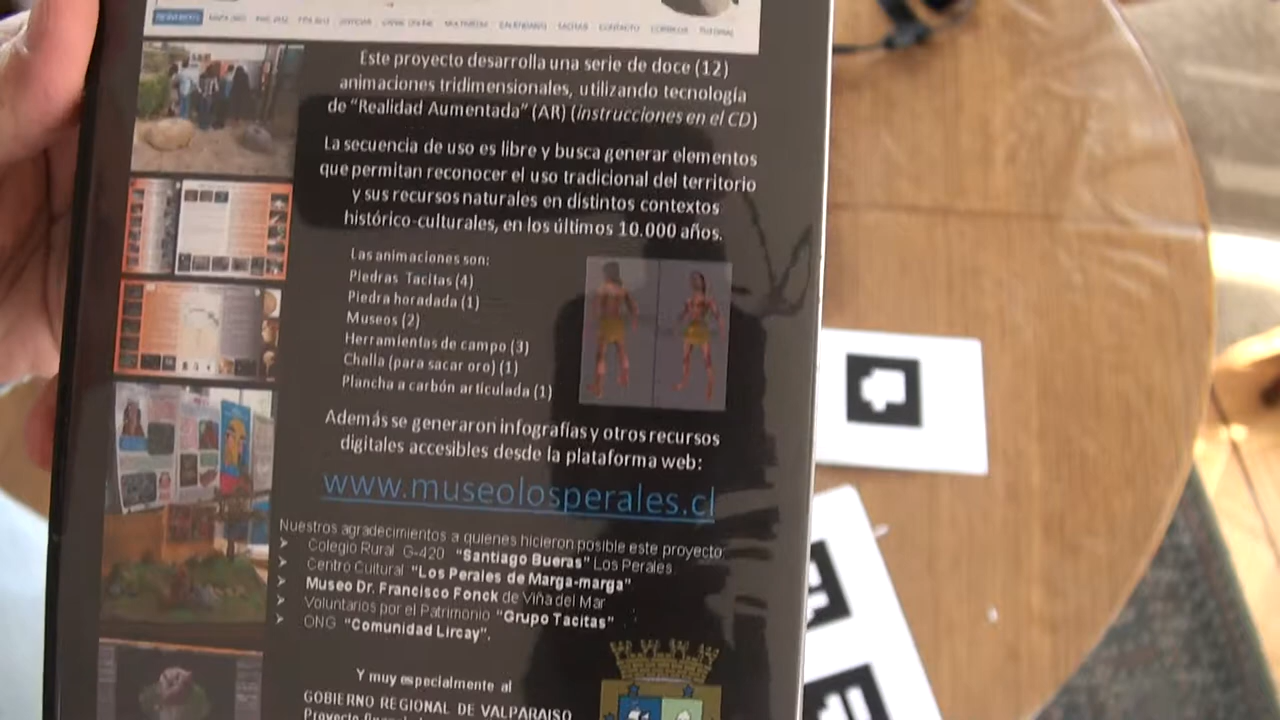 CONTACTO
Este proyecto desarrolla una serie de doce (12)
animaciones tridimensionales, utilizando tecnología
de “Realidad Aumentada” (AR) (instrucciones en el CD)
La secuencia de uso es libre y busca generar elementos
que permitan reconocer el uso tradicional del territorio
y sus recursos naturales en distintos contextos
histórico-culturales, en los últimos 10.000 años.
Las animaciones son:
Piedras Tacitas (4)
Piedra horadada (1)
Museos (2)
Herramientas de campo (3)
Challa (para sacar oro) (1)
Plancha a carbón articulada (1)
Además se generaron infografías y otros recursos
digitales accesibles desde la plataforma web:
www.museolosperales.cl
Nuestros agradecimientos a quienes hicieron posible este proyecto:
➢ Colegio Rural G-420 “Santiago Bueras” Los Perales
➢ Centro Cultural “Los Perales de Marga-marga”
➢ Museo Dr. Francisco Fonck de Viña del Mar
➢ Voluntarios por el Patrimonio “Grupo Tacitas”
➢ ONG “Comunidad Lircay”.
Y muy especialmente al
GOBIERNO REGIONAL DE VALPARAISO